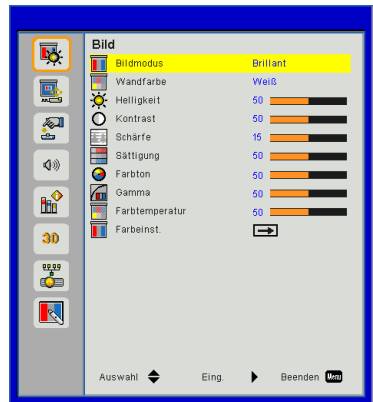 Bild
Bildmodus Brillant
Wandfarbe Weiß
Helligkeit 50
Kontrast 50
Schärfe 15
Sättigung 50
Farbton 50
Gamma 50
Farbtemperatur 50
Farbeinst.
3D
Auswahl Eing. Beenden Menu